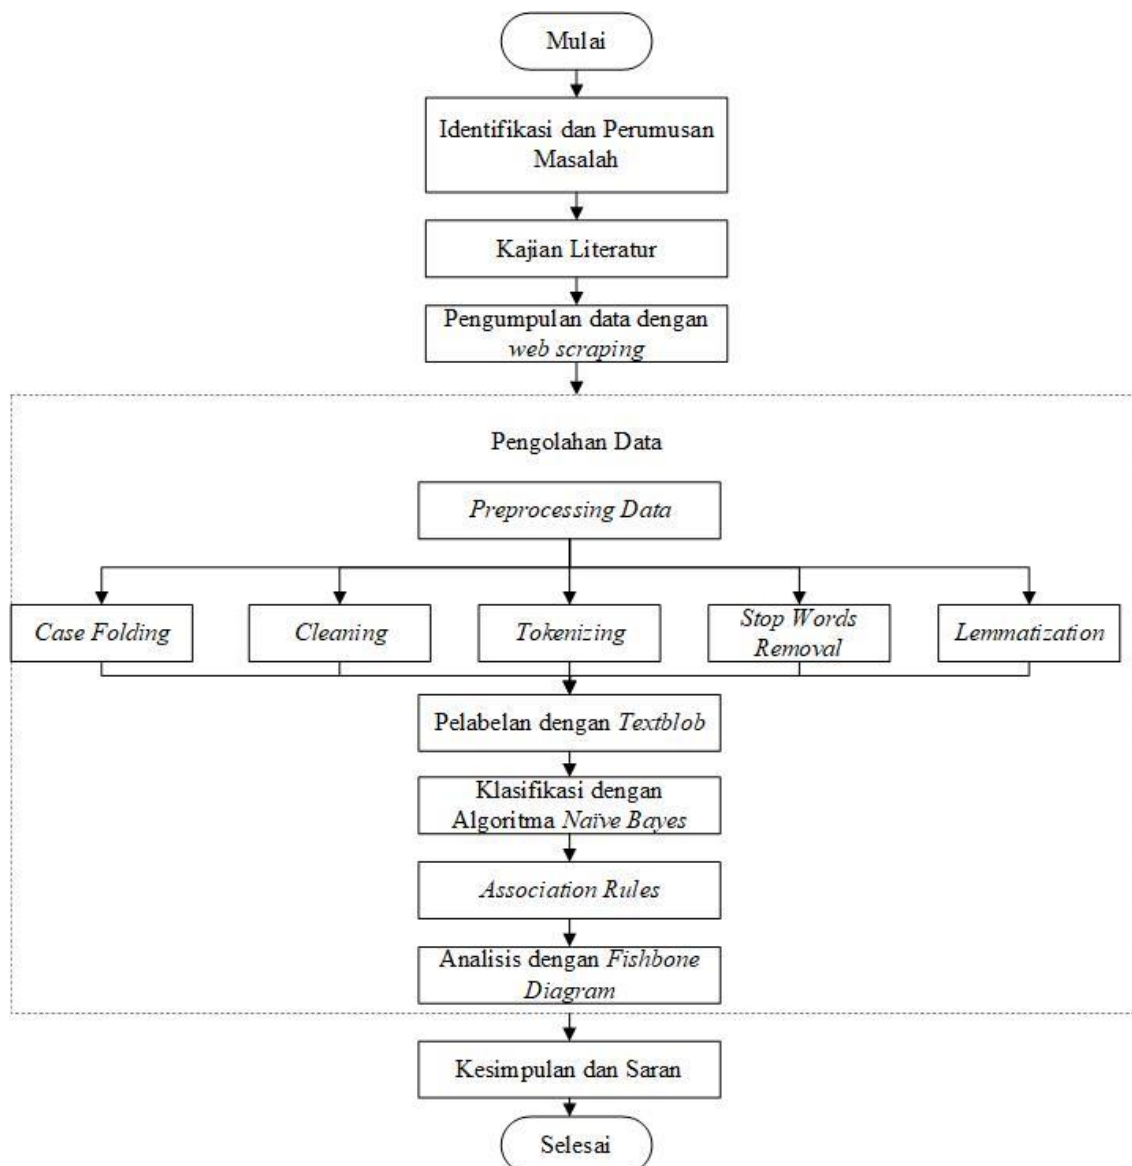 Mulai
Identifikasi dan Perumusan
Masalah
Kajian Literatur
Pengumpulan data dengan
web scraping
Pengolahan Data
Preprocessing Data
Case Folding
Cleaning
Tokenizing
Stop Words
Removal
Lemmatization
Pelabelan dengan Textblob
Klasifikasi dengan
Algoritma Naïve Bayes
Association Rules
Analisis dengan Fishbone
Diagram
Kesimpulan dan Saran
Selesai